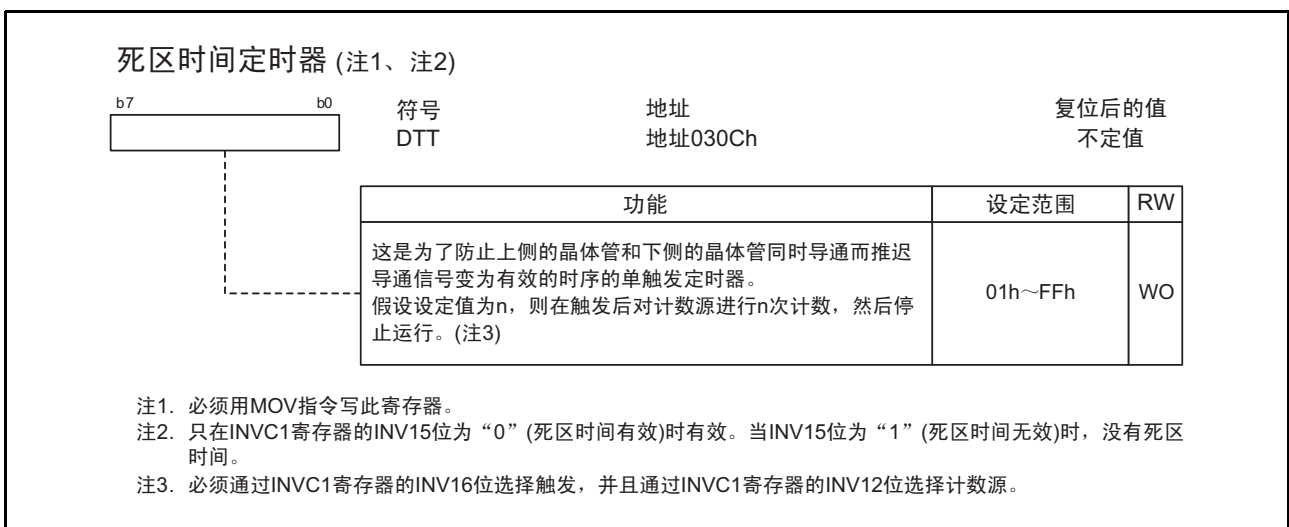 死区时间定时器 (注1、注2)
b7 b0
符号 地址 复位后的值
DTT 地址030Ch 不定值
功能 设定范围 RW
这是为了防止上侧的晶体管和下侧的晶体管同时导通而推迟
导通信号变为有效的时序的单触发定时器。
假设设定值为n，则在触发后对计数源进行n次计数，然后停
止运行。(注3)
01h～FFh WO
注1. 必须用MOV指令写此寄存器。
注2. 只在INVC1寄存器的INV15位为“0”(死区时间有效)时有效。当INV15位为“1”(死区时间无效)时，没有死区
时间。
注3. 必须通过INVC1寄存器的INV16位选择触发，并且通过INVC1寄存器的INV12位选择计数源。